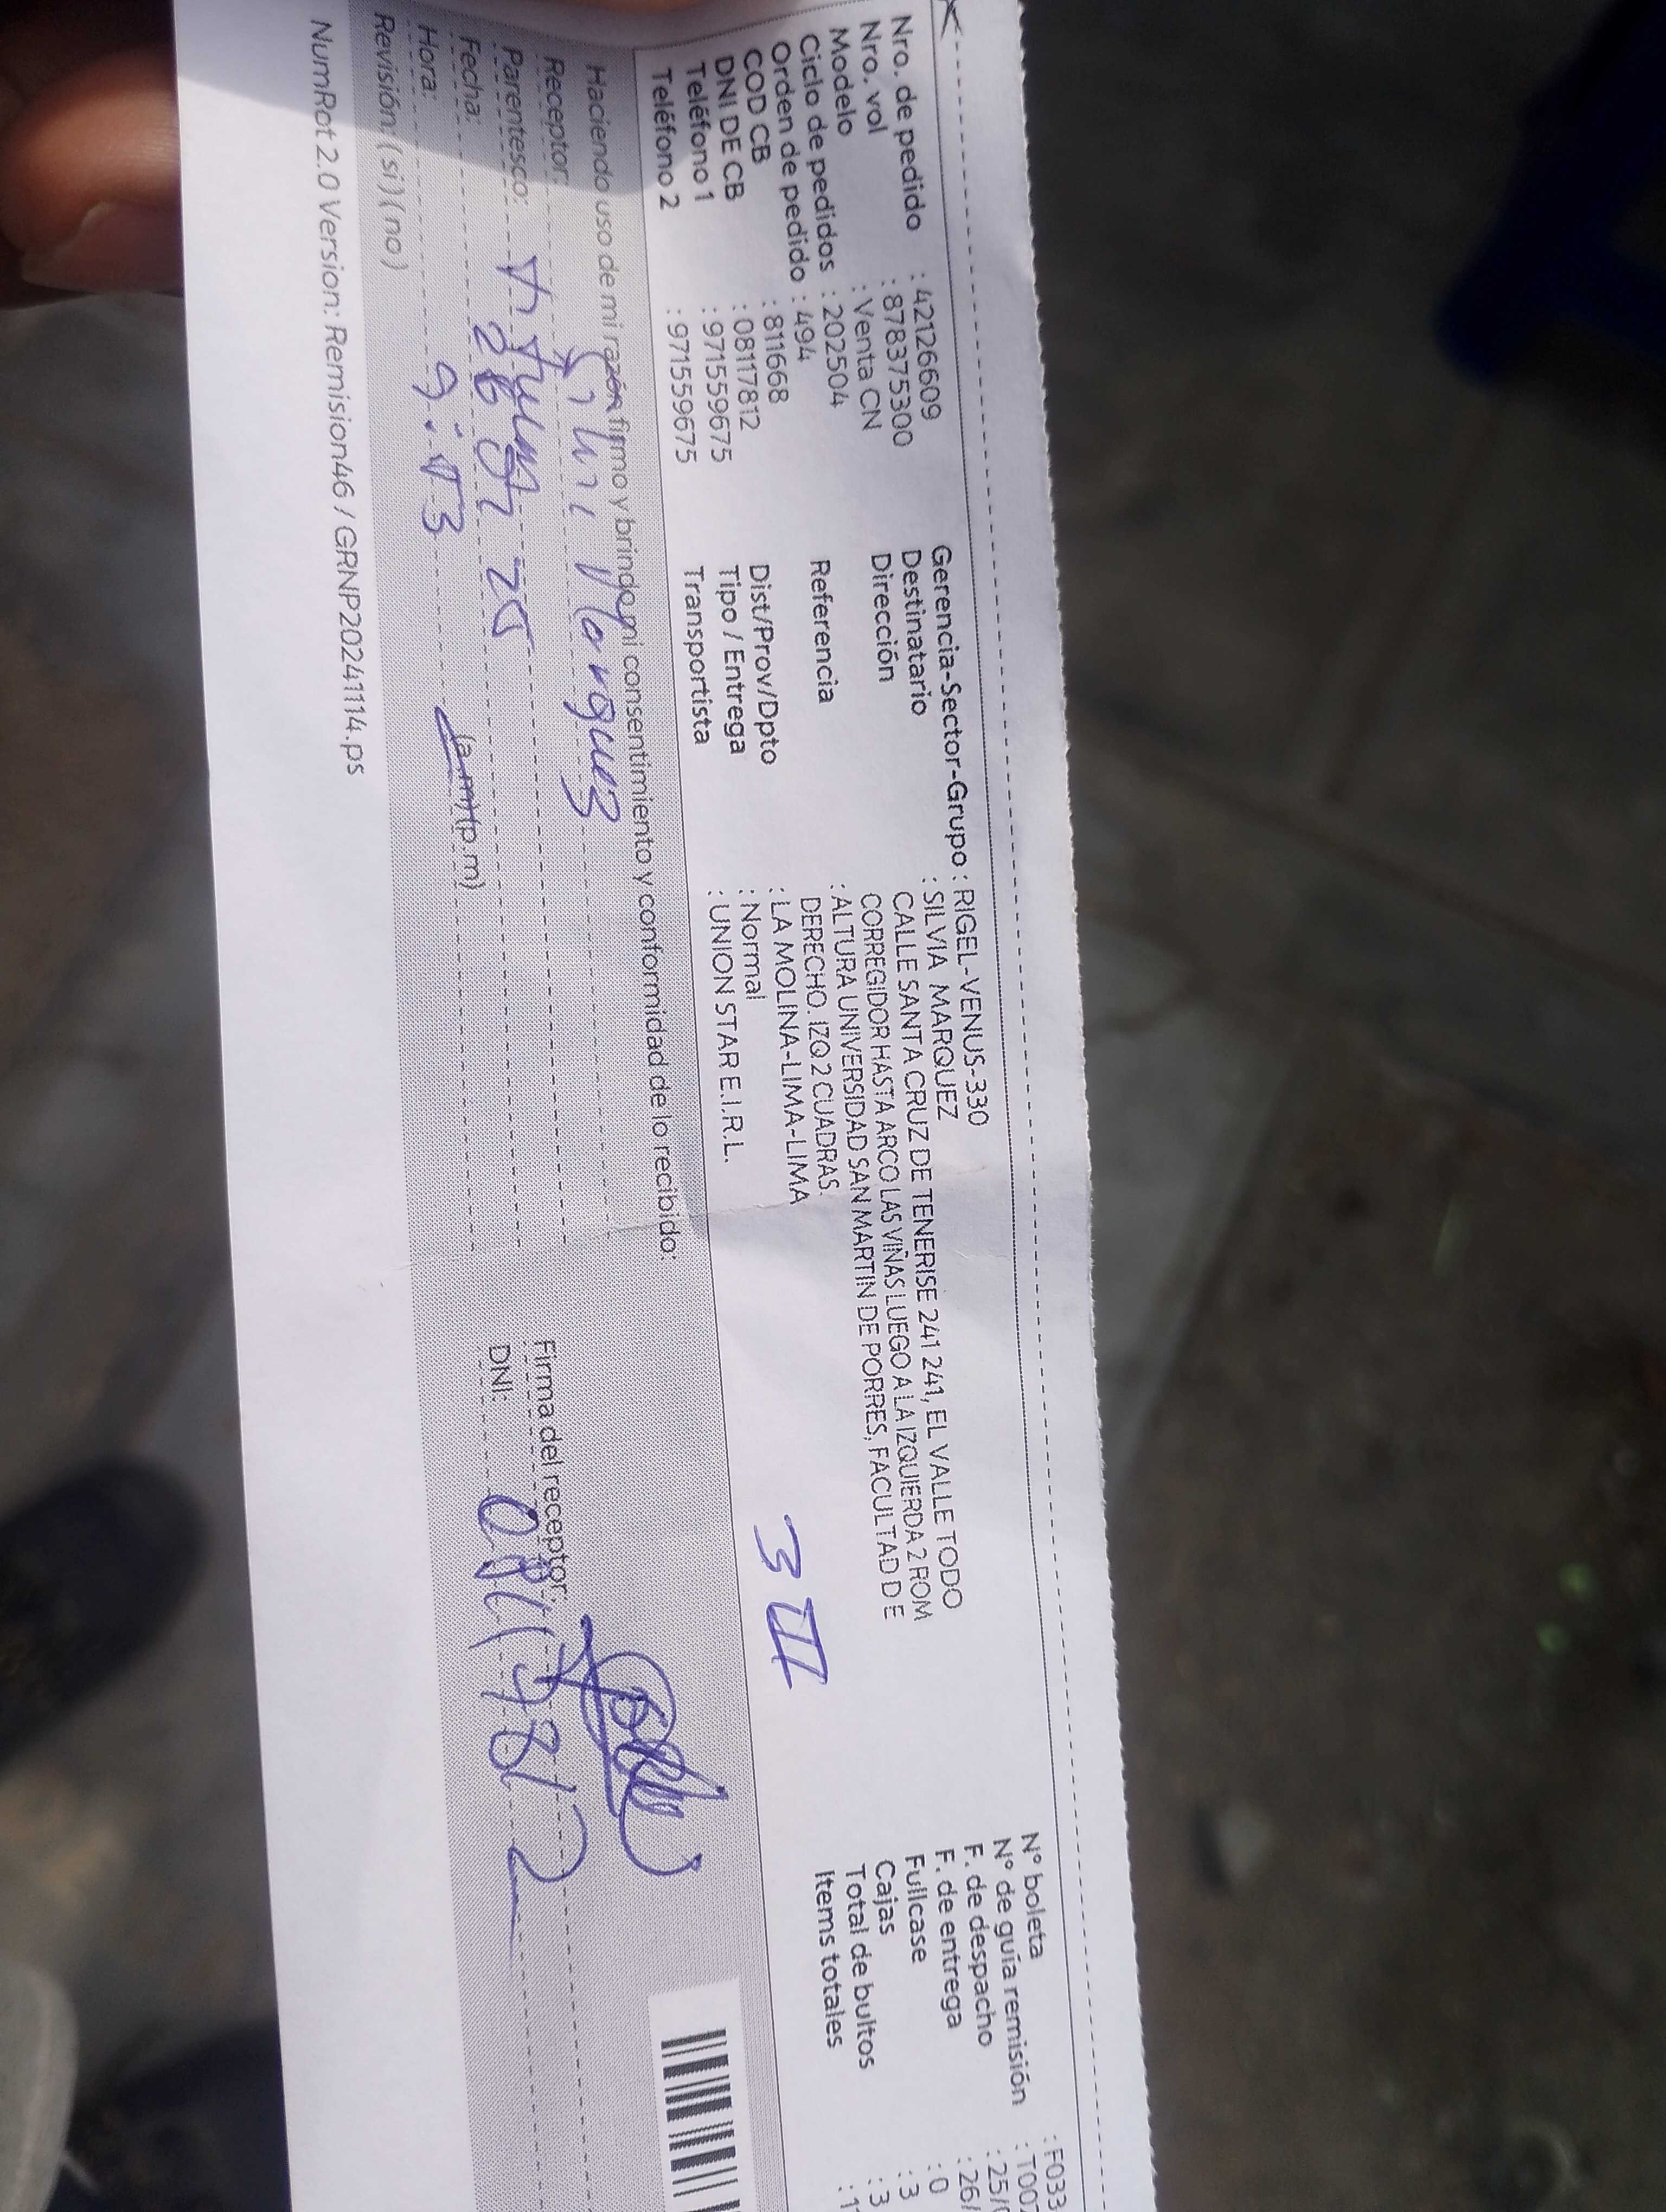 Nro. de pedido : 42126609
Nro. vol : 878375300
Modelo : Venta CN
Ciclo de pedidos : 202504
Orden de pedido : 494
COD CB : 811668
DNI DE CB : 08117812
Teléfono 1 : 971559675
Teléfono 2 : 971559675
Gerencia-Sector-Grupo : RIGEL-VENUS-330
Destinatario : SILVIA MARQUEZ
Dirección CALLE SANTA CRUZ DE TENERISE 241 241, EL VALLE TODO
CORREGIDOR HASTA ARCO LAS VIÑAS LUEGO A LA IZQUIERDA 2 ROM
Referencia : ALTURA UNIVERSIDAD SAN MARTIN DE PORRES, FACULTAD DE
DERECHO. IZQ 2 CUADRAS.
Dist/Prov/Dpto : LA MOLINA-LIMA-LIMA
Tipo / Entrega : Normal
Transportista : UNION STAR E.I.R.L.
N° boleta : F033
N° de guía remisión : T002
F. de despacho : 25/0
F. de entrega : 26/
Fullcase : 0
Cajas : 3
Total de bultos : 3
Items totales : 1
3
Haciendo uso de mi razón firmo y brindo mi consentimiento y conformidad de lo recibido:
Receptor:
Parentesco:
Fecha: 25
Hora: (a.m) (p.m)
Revisión: ( si ) ( no )
Firma del receptor:
DNI: 08117812
NumRot 2.0 Version: Remision46 / GRNP20241114.ps